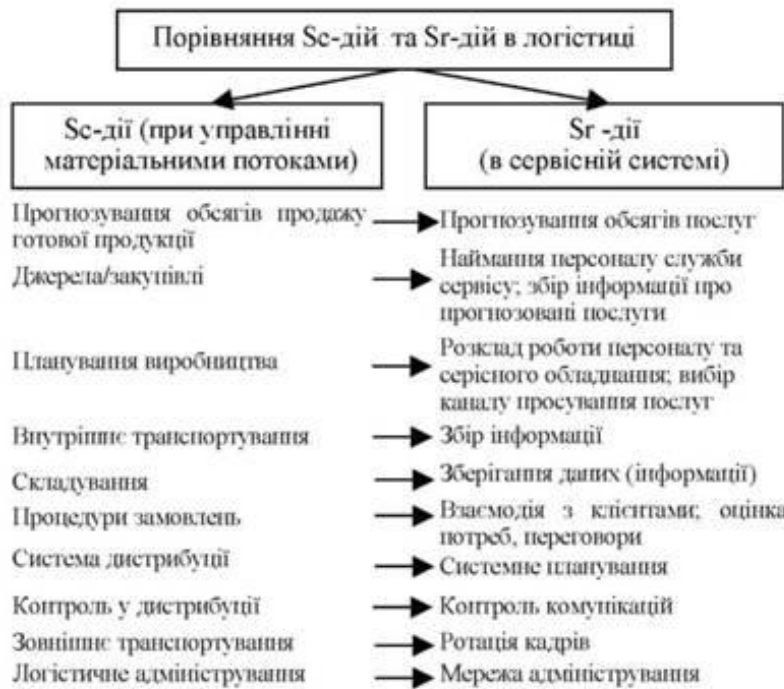 Порівняння Sc-дій та Sr-дій в логістиці
Sc-дії (при управлінні
матеріальними потоками)
Sr -дії
(в сервісній системі)
Прогнозування обсягів продажу
готової продукції
Прогнозування обсягів послуг
Джерела/закупівлі
Наймання персоналу служби
сервісу; збір інформації про
прогнозовані послуги
Планування виробництва
Розклад роботи персоналу та
серісного обладнання; вибір
каналу просування послуг
Внутрішнє транспортування
Збір інформації
Складування
Зберігання даних (інформації)
Процедури замовлень
Взаємодія з клієнтами; оцінка
потреб, переговори
Система дистрибуції
Системне планування
Контроль у дистрибуції
Контроль комунікацій
Зовнішнє транспортування
Ротація кадрів
Логістичне адміністрування
Мережа адміністрування